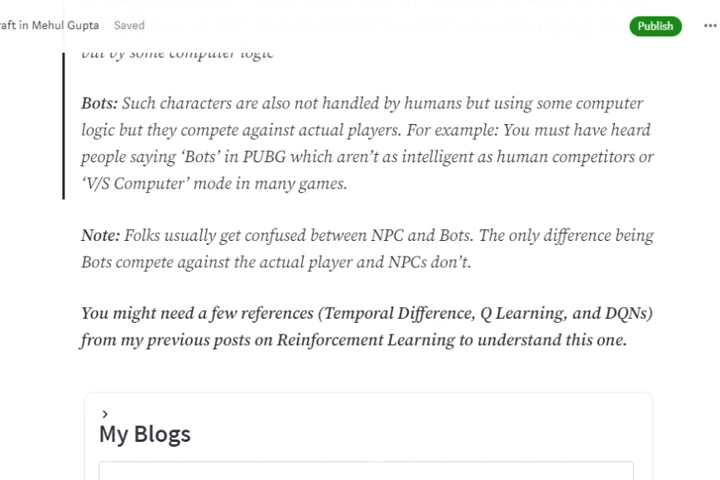 raft in Mehul Gupta Saved Publish
but by some computer logic
Bots: Such characters are also not handled by humans but using some computer
logic but they compete against actual players. For example: You must have heard
people saying ‘Bots’ in PUBG which aren’t as intelligent as human competitors or
‘V/S Computer’ mode in many games.
Note: Folks usually get confused between NPC and Bots. The only difference being
Bots compete against the actual player and NPCs don’t.
You might need a few references (Temporal Difference, Q Learning, and DQNs)
from my previous posts on Reinforcement Learning to understand this one.
My Blogs